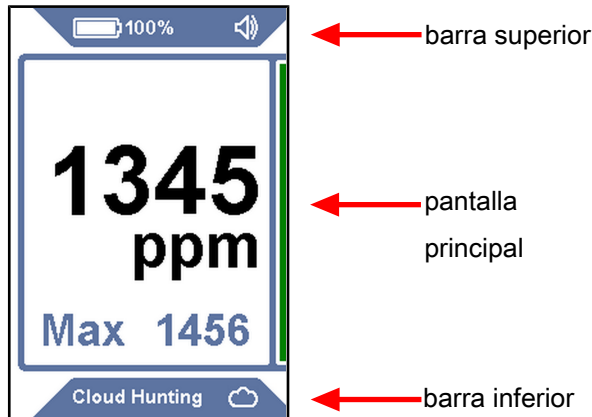 100%
barra superior
1345
ppm
pantalla
principal
Max 1456
Cloud Hunting
barra inferior